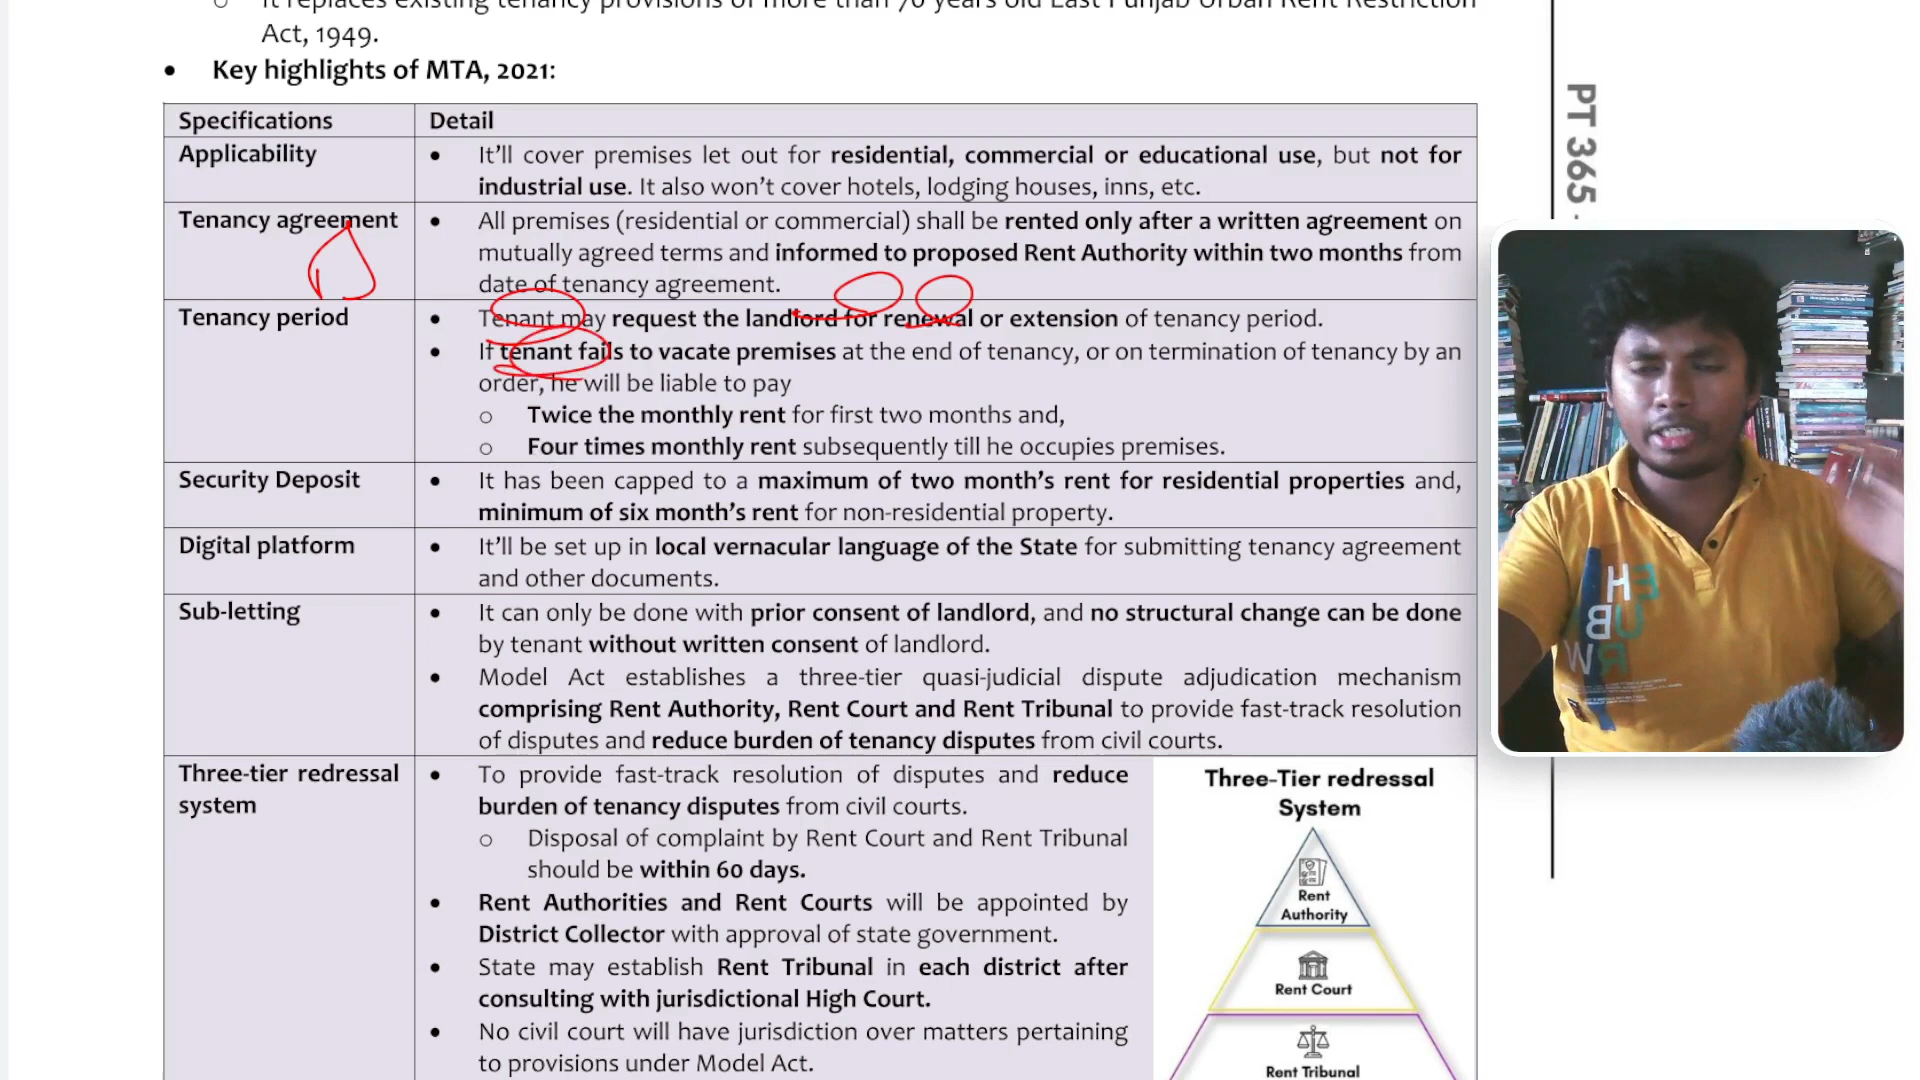 It replaces existing tenancy provisions of more than 70 years old East Punjab Urban Rent Restriction
Act, 1949.
• Key highlights of MTA, 2021:
Specifications
Detail
Applicability
• It'll cover premises let out for residential, commercial or educational use, but not for
industrial use. It also won't cover hotels, lodging houses, inns, etc.
Tenancy agreement
• All premises (residential or commercial) shall be rented only after a written agreement on
mutually agreed terms and informed to proposed Rent Authority within two months from
date of tenancy agreement.
Tenancy period
• Tenant may request the landlord for renewal or extension of tenancy period.
• If tenant fails to vacate premises at the end of tenancy, or on termination of tenancy by an
order, he will be liable to pay
o Twice the monthly rent for first two months and,
o Four times monthly rent subsequently till he occupies premises.
Security Deposit
• It has been capped to a maximum of two month's rent for residential properties and,
minimum of six month's rent for non-residential property.
Digital platform
• It'll be set up in local vernacular language of the State for submitting tenancy agreement
and other documents.
Sub-letting
• It can only be done with prior consent of landlord, and no structural change can be done
by tenant without written consent of landlord.
• Model Act establishes a three-tier quasi-judicial dispute adjudication mechanism
comprising Rent Authority, Rent Court and Rent Tribunal to provide fast-track resolution
of disputes and reduce burden of tenancy disputes from civil courts.
Three-tier redressal
system
• To provide fast-track resolution of disputes and reduce
burden of tenancy disputes from civil courts.
o Disposal of complaint by Rent Court and Rent Tribunal
should be within 60 days.
• Rent Authorities and Rent Courts will be appointed by
District Collector with approval of state government.
• State may establish Rent Tribunal in each district after
consulting with jurisdictional High Court.
• No civil court will have jurisdiction over matters pertaining
to provisions under Model Act.
Three-Tier redressal
System
Rent
Authority
Rent Court
Rent Tribunal
PT 365 -